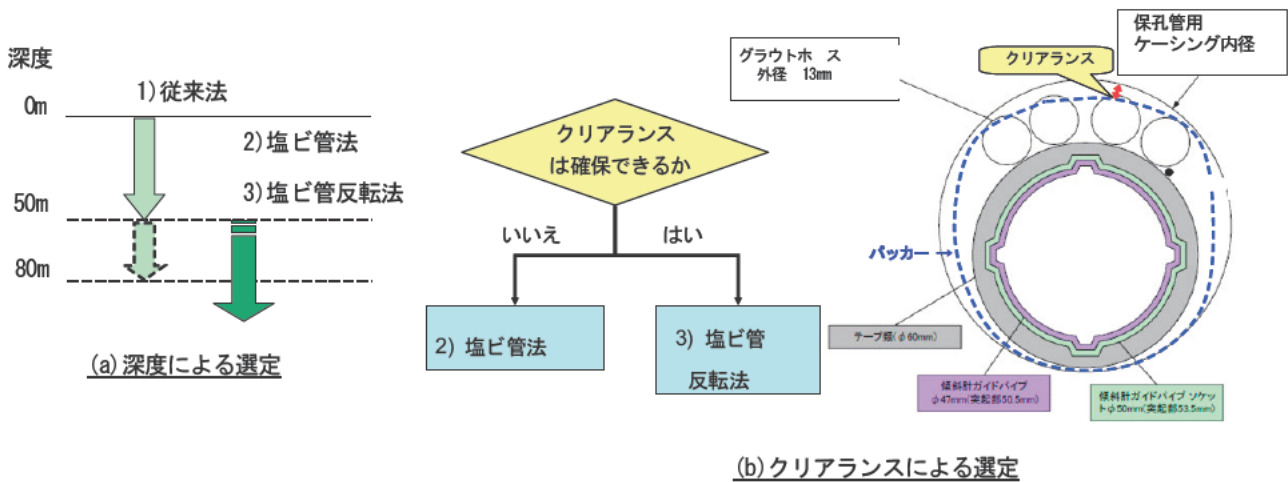 深度
0m
1)従来法
2)塩ビ管法
3)塩ビ管反転法
50m
80m
(a)深度による選定
クリアランス
は確保できるか
いいえ
はい
2) 塩ビ管法
3) 塩ビ管
反転法
グラウトホ ス
外径 13mm
クリアランス
保孔管用
ケーシング内径
パッカー
テープ類(φ60mm)
傾斜計ガイドパイプ
φ47mm(突起部50.5mm)
傾斜計ガイドパイプ ソケッ
トφ50mm(突起部53.5mm)
(b)クリアランスによる選定